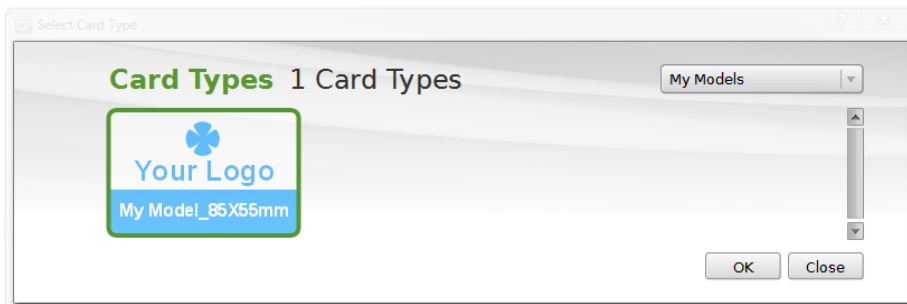 Select Card Type
Card Types 1 Card Types
My Models
Your Logo
My Model_85X55mm
OK Close